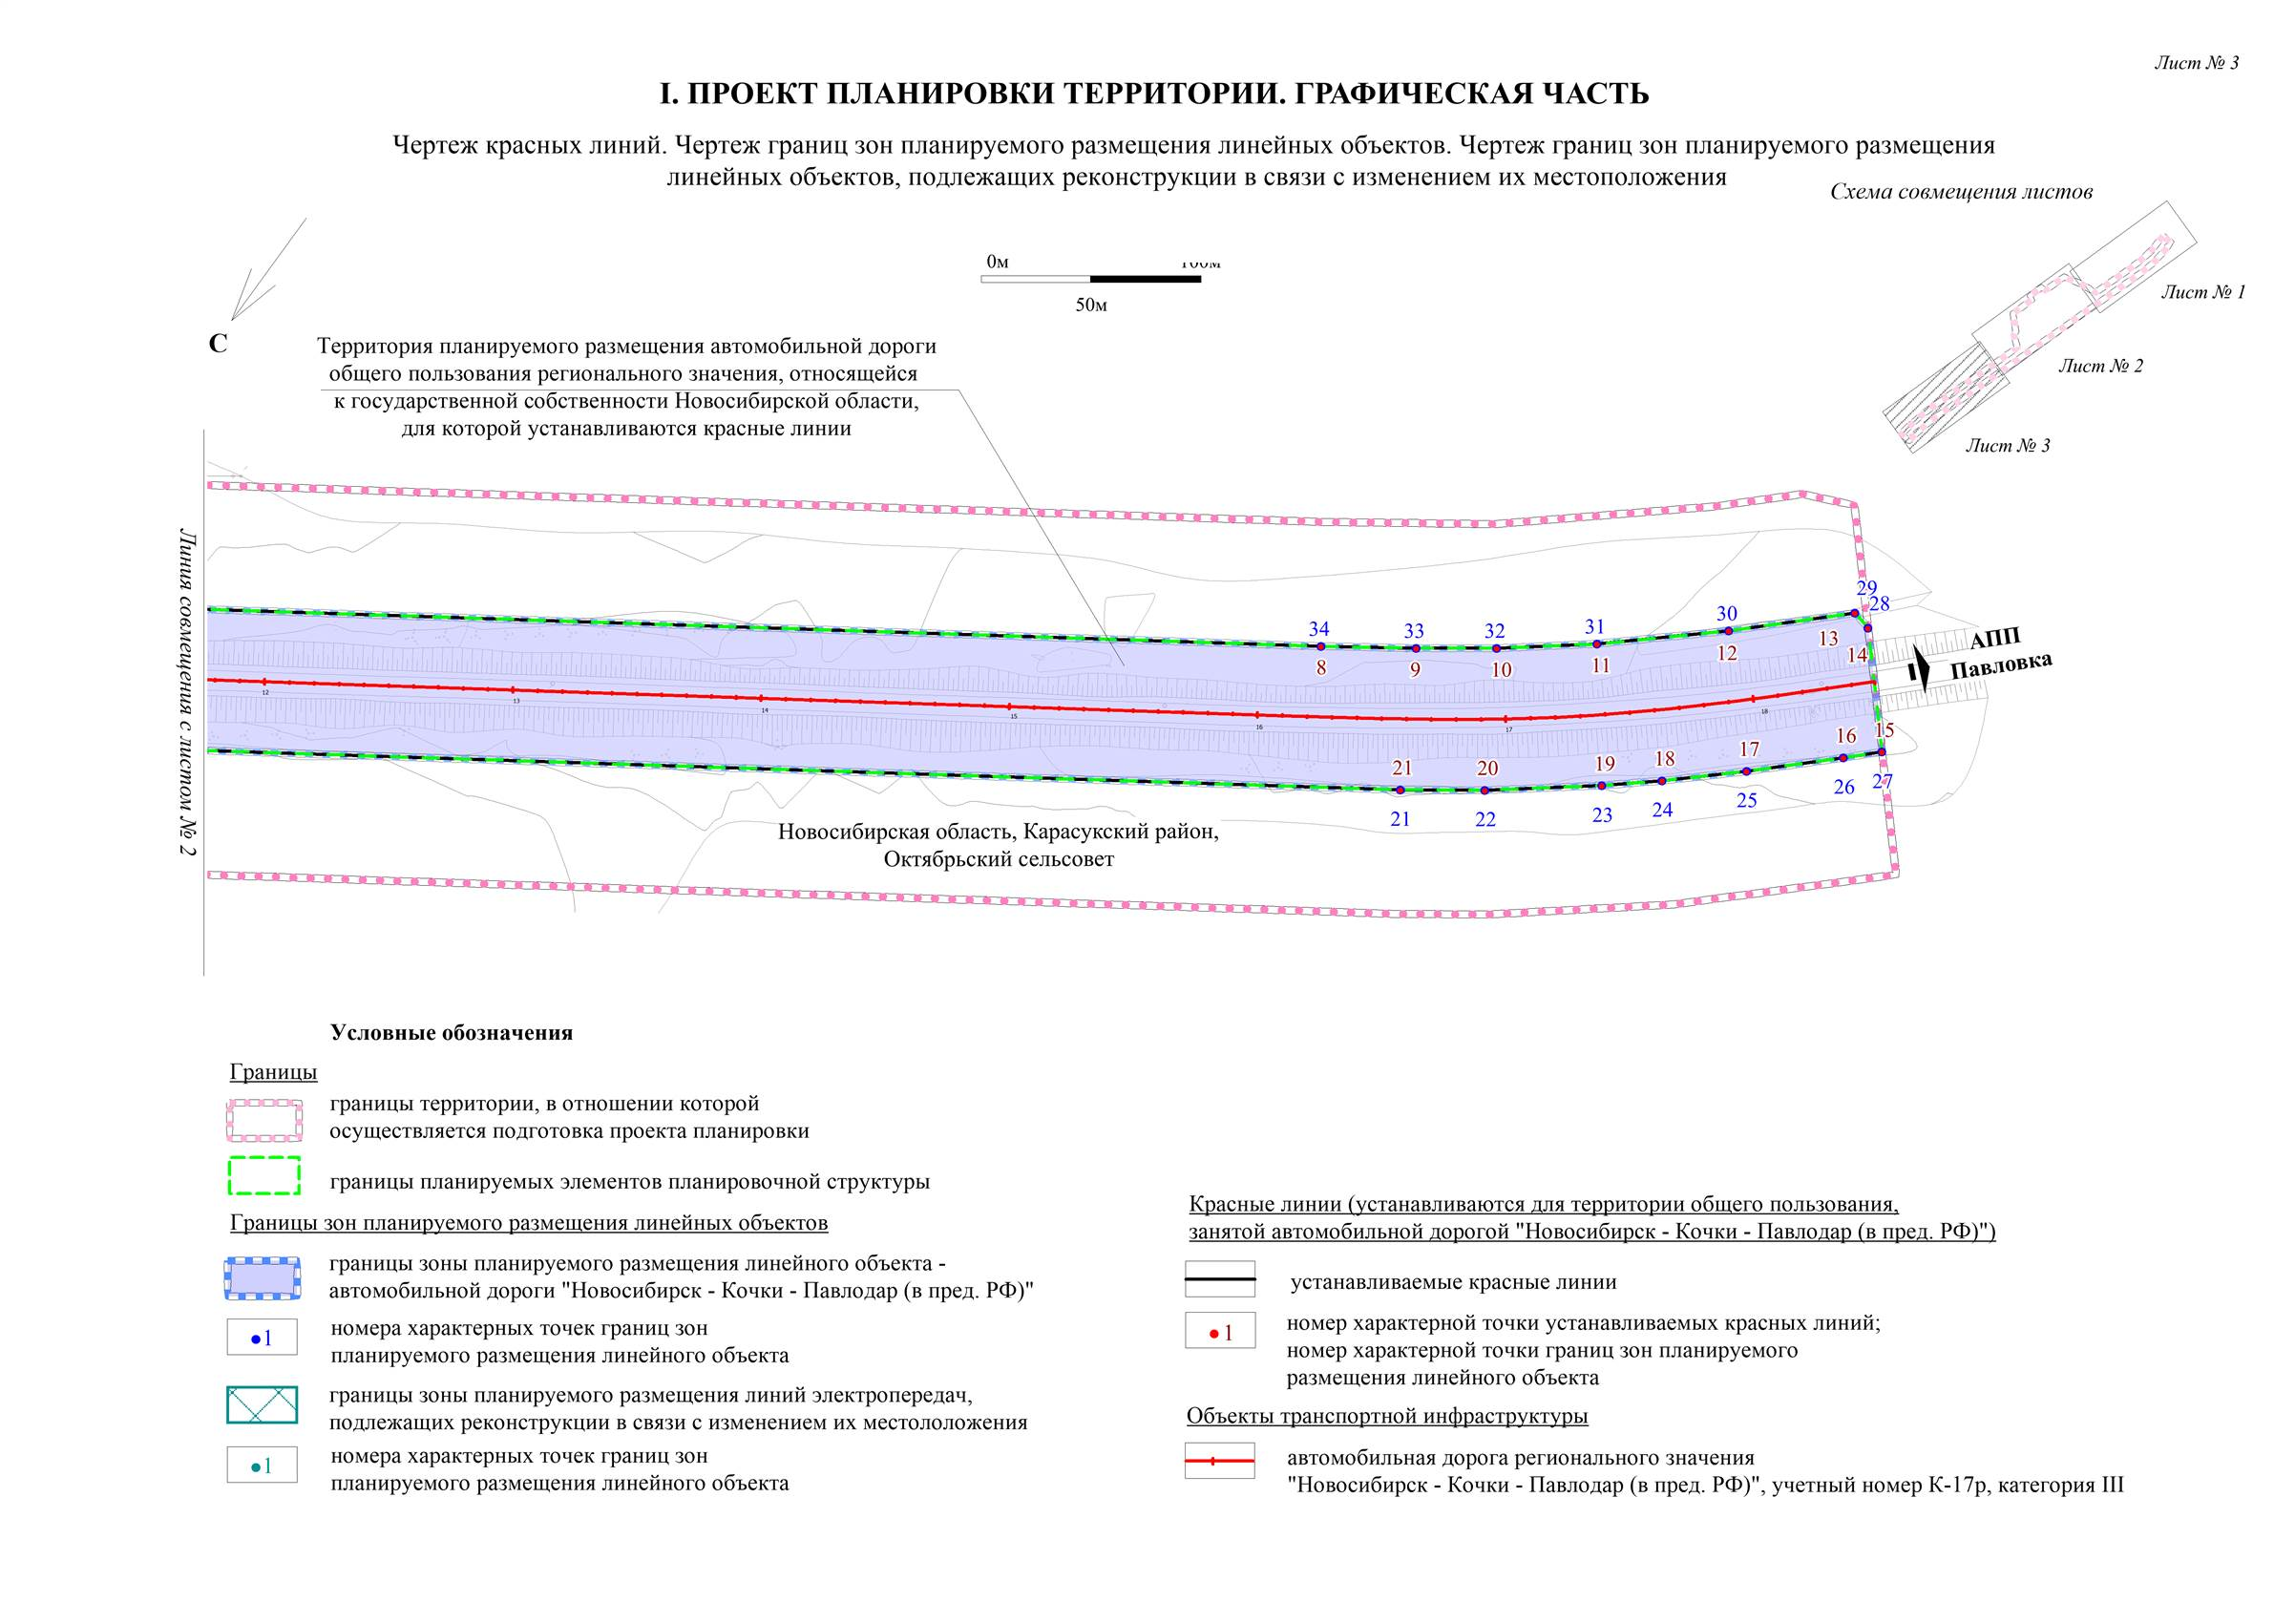 Лист № 3
I. ПРОЕКТ ПЛАНИРОВКИ ТЕРРИТОРИИ. ГРАФИЧЕСКАЯ ЧАСТЬ
Чертеж красных линий. Чертеж границ зон планируемого размещения линейных объектов. Чертеж границ зон планируемого размещения
линейных объектов, подлежащих реконструкции в связи с изменением их местоположения
Схема совмещения листов
Лист № 1
Лист № 2
Лист № 3
0м 100м
50м
С
Территория планируемого размещения автомобильной дороги
общего пользования регионального значения, относящейся
к государственной собственности Новосибирской области,
для которой устанавливаются красные линии
Линия совмещения с листом № 2
29
28
34 33 32 31 30
8 9 10 11 12 13 14
АПП
Павловка
12 13 14 15 16 17 18
21 20 19 18 17 16 15
21 22 23 24 25 26 27
Новосибирская область, Карасукский район,
Октябрьский сельсовет
Условные обозначения
Границы
границы территории, в отношении которой
осуществляется подготовка проекта планировки
границы планируемых элементов планировочной структуры
Границы зон планируемого размещения линейных объектов
границы зоны планируемого размещения линейного объекта -
автомобильной дороги "Новосибирск - Кочки - Павлодар (в пред. РФ)"
1
номера характерных точек границ зон
планируемого размещения линейного объекта
границы зоны планируемого размещения линий электропередач,
подлежащих реконструкции в связи с изменением их местололожения
1
номера характерных точек границ зон
планируемого размещения линейного объекта
Красные линии (устанавливаются для территории общего пользования,
занятой автомобильной дорогой "Новосибирск - Кочки - Павлодар (в пред. РФ)")
устанавливаемые красные линии
1
номер характерной точки устанавливаемых красных линий;
номер характерной точки границ зон планируемого
размещения линейного объекта
Объекты транспортной инфраструктуры
автомобильная дорога регионального значения
"Новосибирск - Кочки - Павлодар (в пред. РФ)", учетный номер К-17р, категория III